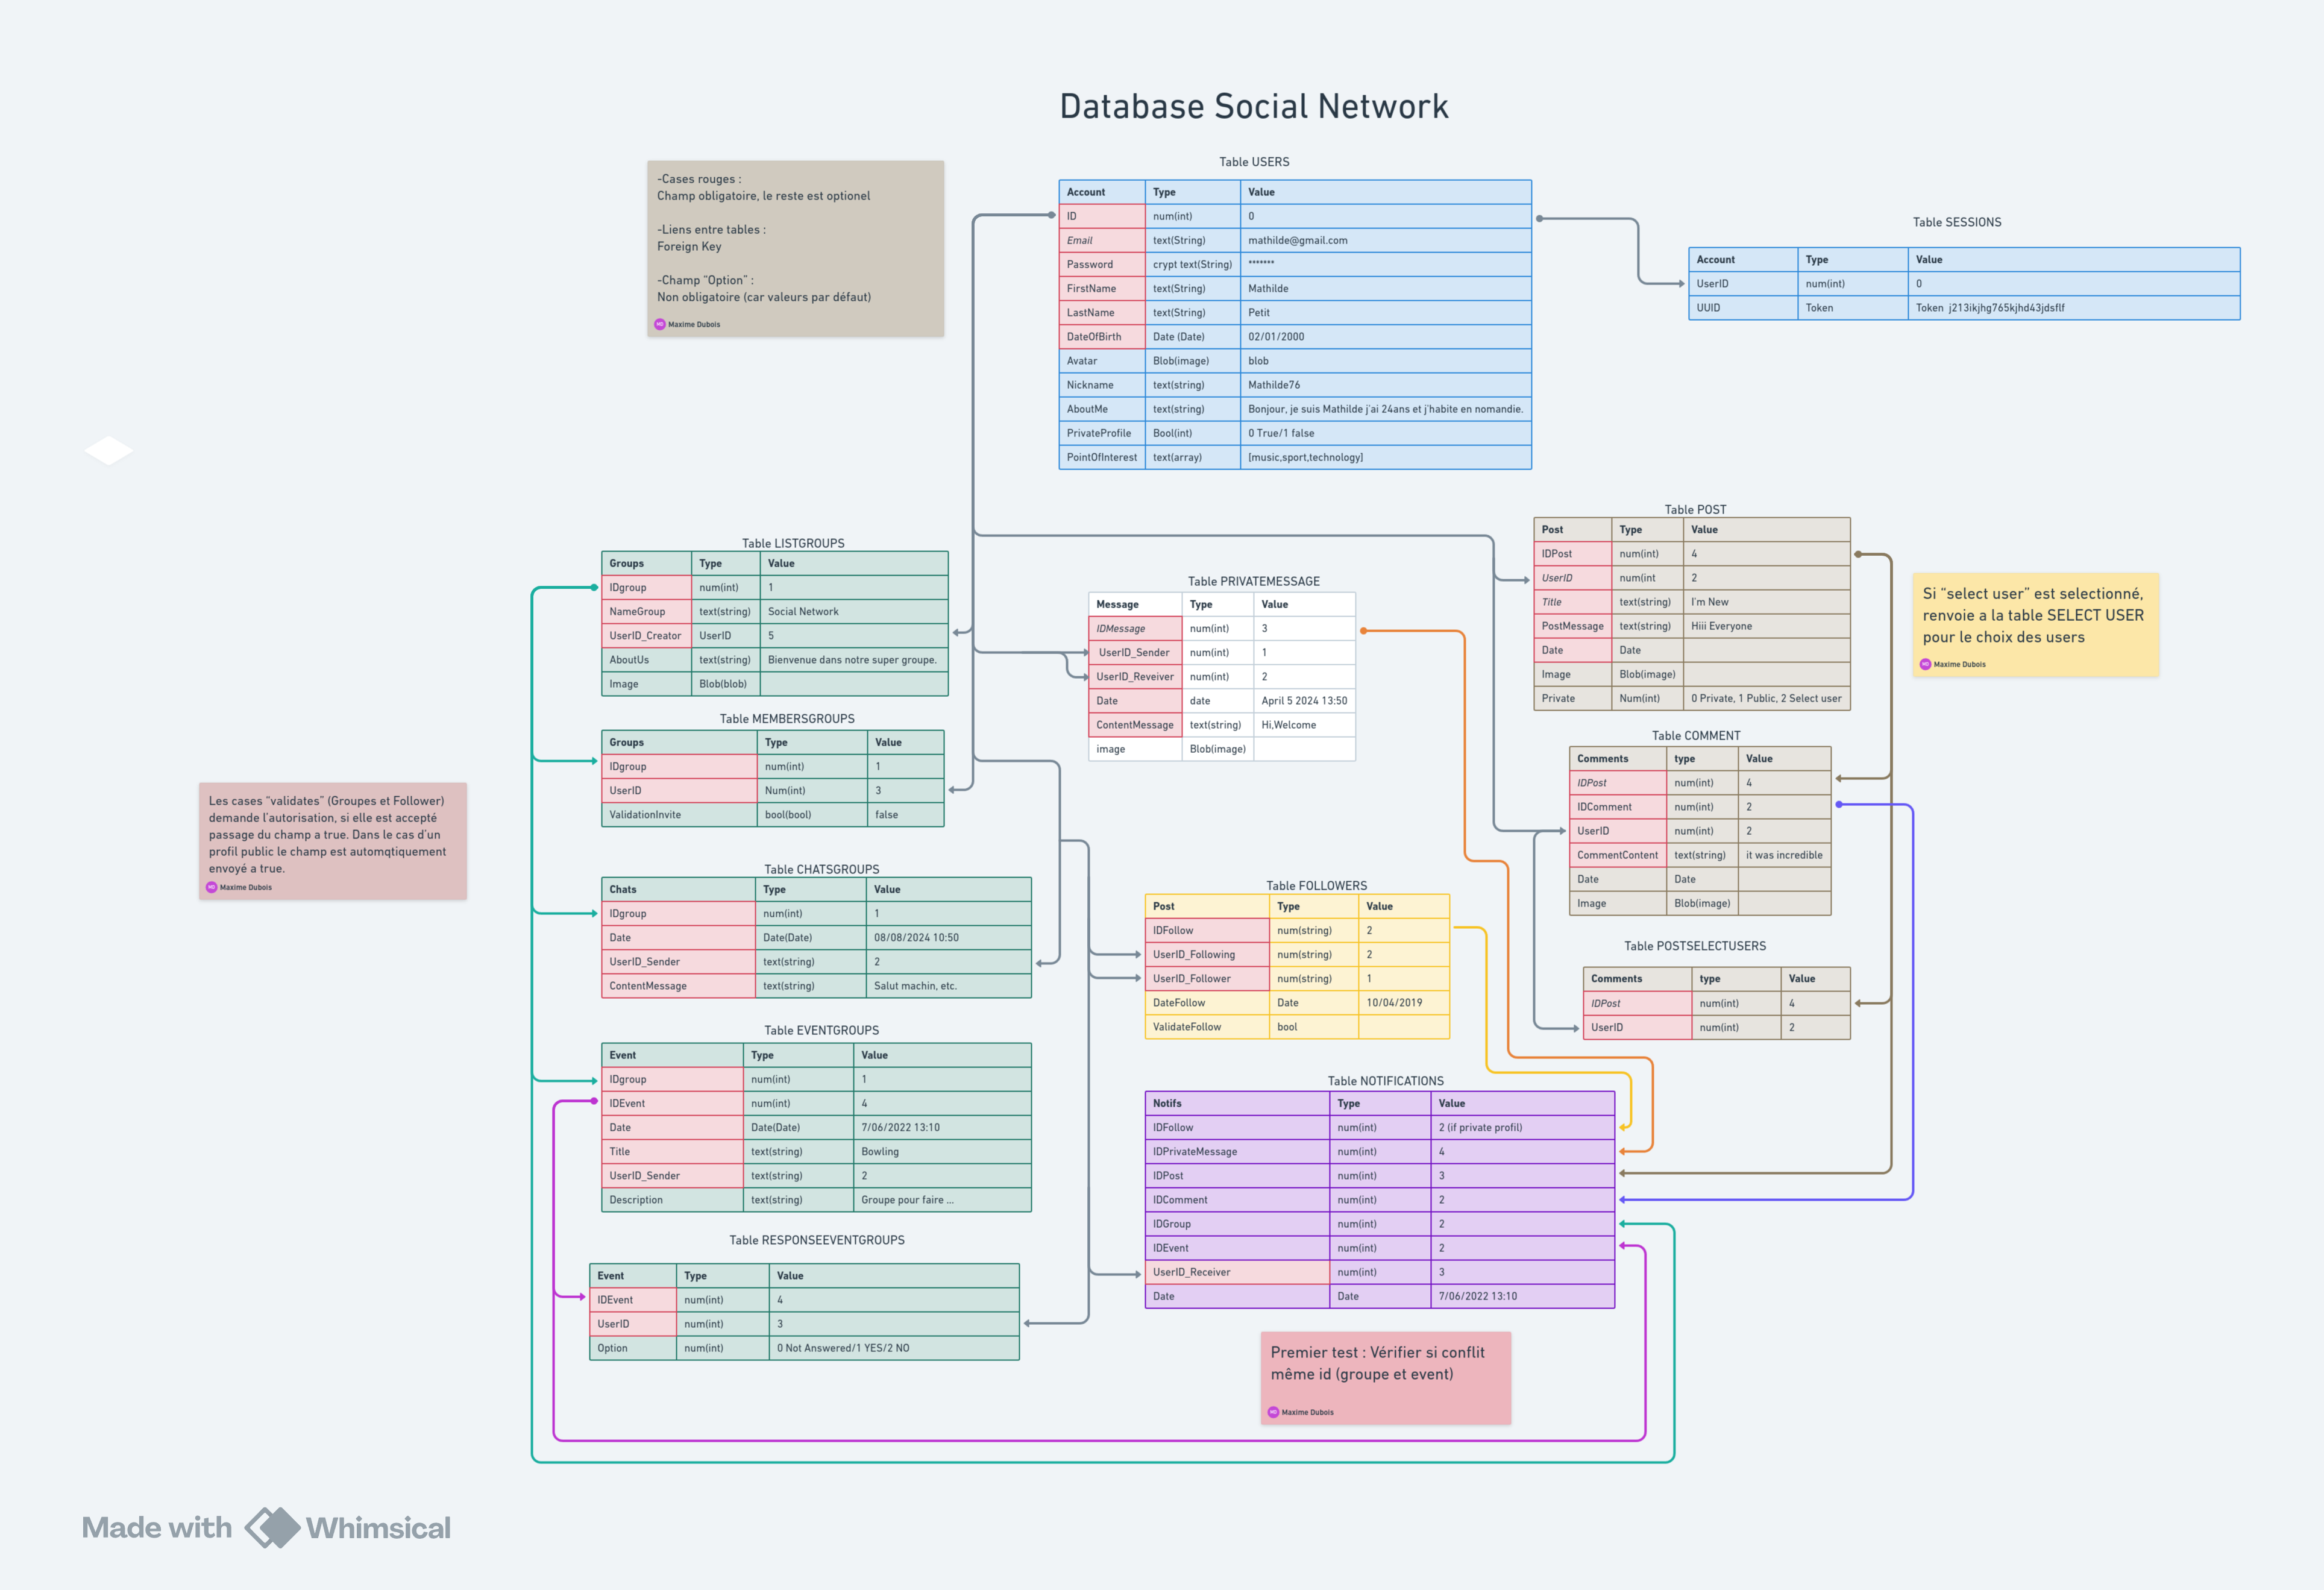 Database Social Network
-Cases rouges :
Champ obligatoire, le reste est optionel
-Liens entre tables :
Foreign Key
-Champ “Option” :
Non obligatoire (car valeurs par défaut)
MD Maxime Dubois
Table USERS
Account Type Value
ID num(int) 0
Email text(String) mathilde@gmail.com
Password crypt text(String) *******
FirstName text(String) Mathilde
LastName text(String) Petit
DateOfBirth Date (Date) 02/01/2000
Avatar Blob(image) blob
Nickname text(string) Mathilde76
AboutMe text(string) Bonjour, je suis Mathilde j'ai 24ans et j'habite en nomandie.
PrivateProfile Bool(int) 0 True/1 false
PointOfInterest text(array) [music,sport,technology]
Table SESSIONS
Account Type Value
UserID num(int) 0
UUID Token Token j213ikjhg765kjhd43jdsflf
Table LISTGROUPS
Groups Type Value
IDgroup num(int) 1
NameGroup text(string) Social Network
UserID_Creator UserID 5
AboutUs text(string) Bienvenue dans notre super groupe.
Image Blob(blob)
Table PRIVATEMESSAGE
Message Type Value
IDMessage num(int) 3
UserID_Sender num(int) 1
UserID_Reveiver num(int) 2
Date date April 5 2024 13:50
ContentMessage text(string) Hi,Welcome
image Blob(image)
Table POST
Post Type Value
IDPost num(int) 4
UserID num(int 2
Title text(string) I'm New
PostMessage text(string) Hiii Everyone
Date Date
Image Blob(image)
Private Num(int) 0 Private, 1 Public, 2 Select user
Si “select user” est selectionné,
renvoie a la table SELECT USER
pour le choix des users
MD Maxime Dubois
Table MEMBERSGROUPS
Groups Type Value
IDgroup num(int) 1
UserID Num(int) 3
ValidationInvite bool(bool) false
Table COMMENT
Comments type Value
IDPost num(int) 4
IDComment num(int) 2
UserID num(int) 2
CommentContent text(string) it was incredible
Date Date
Image Blob(image)
Les cases “validates” (Groupes et Follower)
demande l'autorisation, si elle est accepté
passage du champ a true. Dans le cas d'un
profil public le champ est automqtiquement
envoyé a true.
MD Maxime Dubois
Table CHATSGROUPS
Chats Type Value
IDgroup num(int) 1
Date Date(Date) 08/08/2024 10:50
UserID_Sender text(string) 2
ContentMessage text(string) Salut machin, etc.
Table FOLLOWERS
Post Type Value
IDFollow num(string) 2
UserID_Following num(string) 2
UserID_Follower num(string) 1
DateFollow Date 10/04/2019
ValidateFollow bool
Table POSTSELECTUSERS
Comments type Value
IDPost num(int) 4
UserID num(int) 2
Table EVENTGROUPS
Event Type Value
IDgroup num(int) 1
IDEvent num(int) 4
Date Date(Date) 7/06/2022 13:10
Title text(string) Bowling
UserID_Sender text(string) 2
Description text(string) Groupe pour faire ...
Table NOTIFICATIONS
Notifs Type Value
IDFollow num(int) 2 (if private profil)
IDPrivateMessage num(int) 4
IDPost num(int) 3
IDComment num(int) 2
IDGroup num(int) 2
IDEvent num(int) 2
UserID_Receiver num(int) 3
Date Date 7/06/2022 13:10
Table RESPONSEEVENTGROUPS
Event Type Value
IDEvent num(int) 4
UserID num(int) 3
Option num(int) 0 Not Answered/1 YES/2 NO
Premier test : Vérifier si conflit
même id (groupe et event)
MD Maxime Dubois
Made with Whimsical